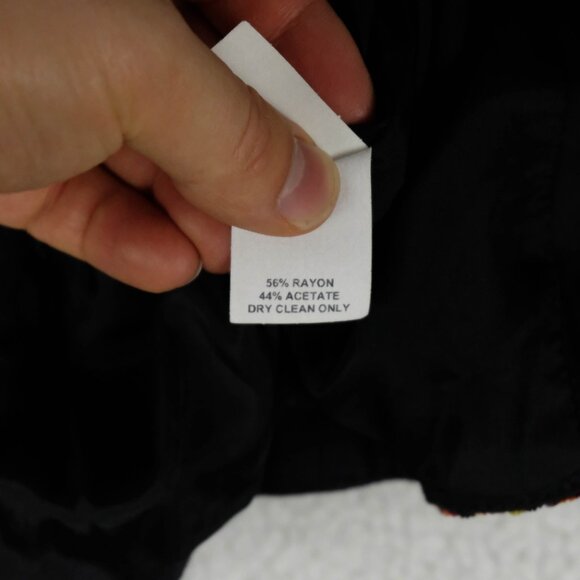 56% RAYON
44% ACETATE
DRY CLEAN ONLY